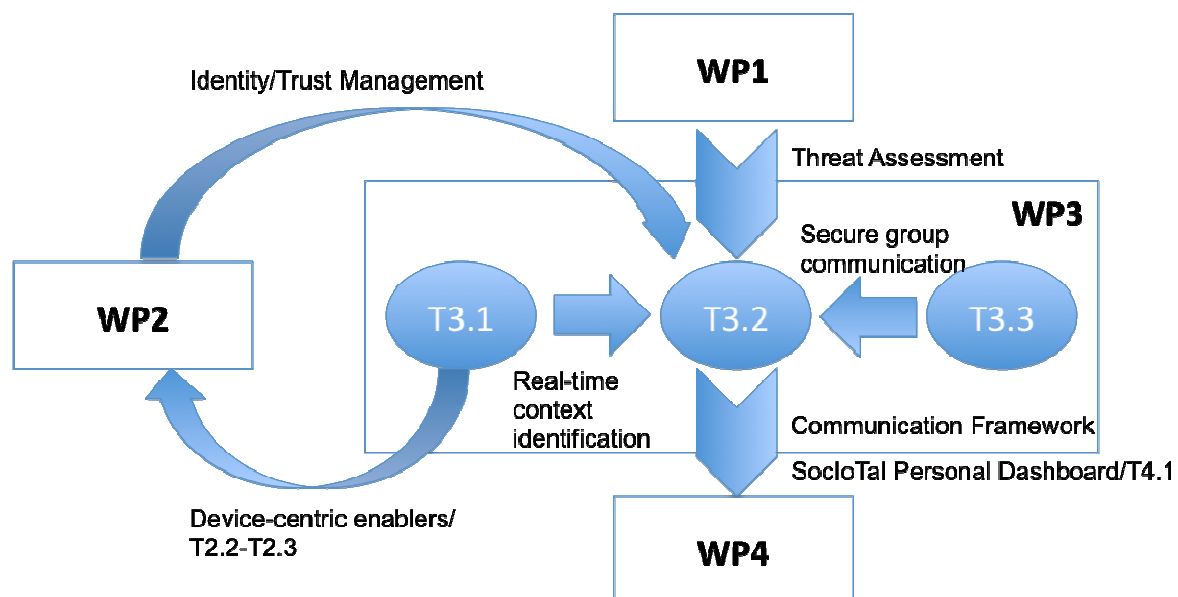 WP1
Identity/Trust Management
Threat Assessment
WP3
Secure group
communication
WP2
T3.1
T3.2
T3.3
Real-time
context
identification
Communication Framework
SocIoTal Personal Dashboard/T4.1
Device-centric enablers/
T2.2-T2.3
WP4